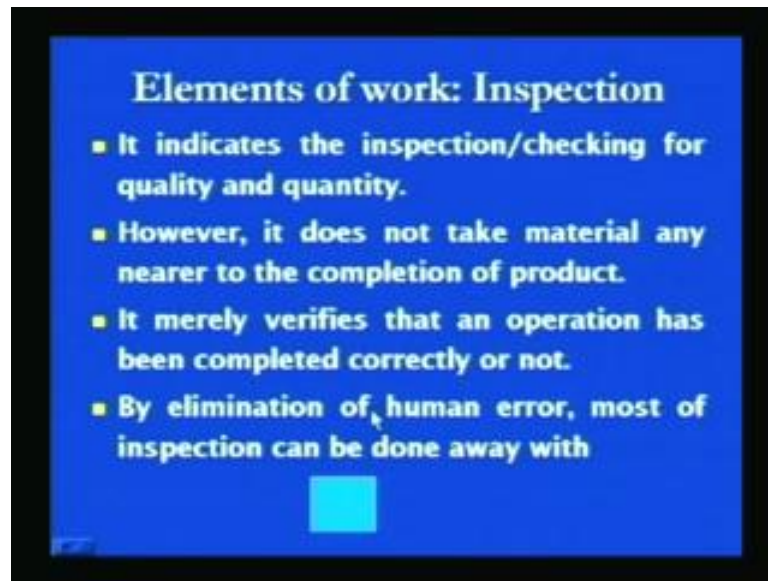 Elements of work: Inspection
It indicates the inspection/checking for
quality and quantity.
However, it does not take material any
nearer to the completion of product.
It merely verifies that an operation has
been completed correctly or not.
By elimination of human error, most of
inspection can be done away with